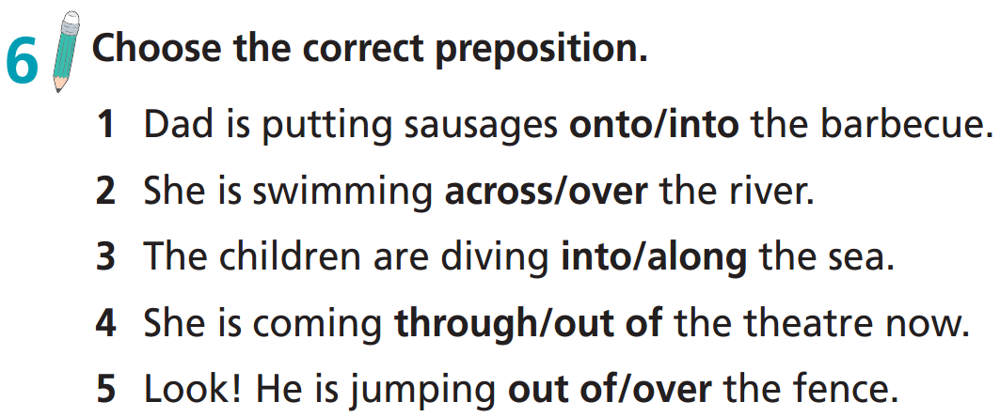 6 Choose the correct preposition.
1 Dad is putting sausages onto/into the barbecue.
2 She is swimming across/over the river.
3 The children are diving into/along the sea.
4 She is coming through/out of the theatre now.
5 Look! He is jumping out of/over the fence.